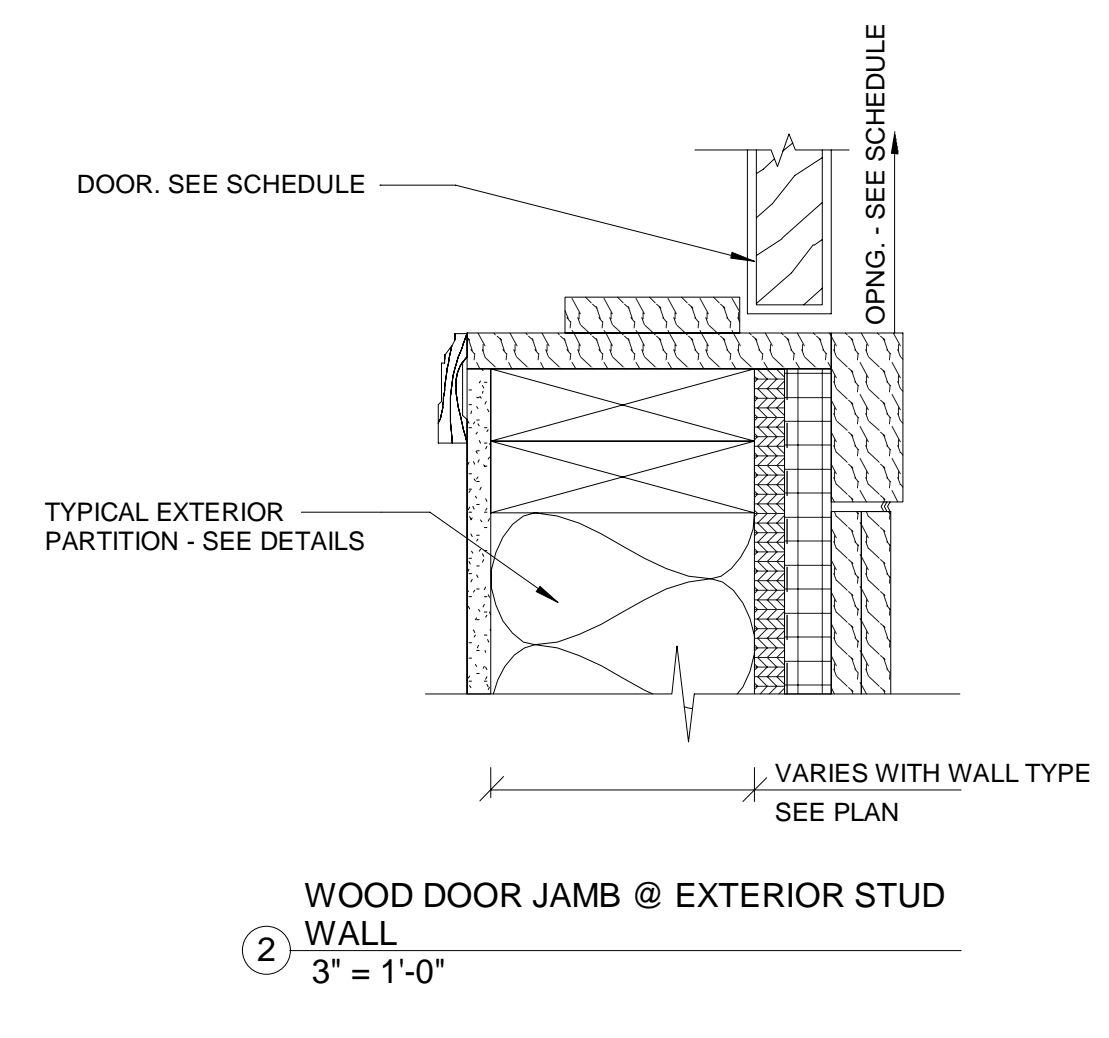 OPNG. - SEE SCHEDULE
DOOR. SEE SCHEDULE
TYPICAL EXTERIOR
PARTITION - SEE DETAILS
VARIES WITH WALL TYPE
SEE PLAN
WOOD DOOR JAMB @ EXTERIOR STUD
WALL
2
3" = 1'-0"